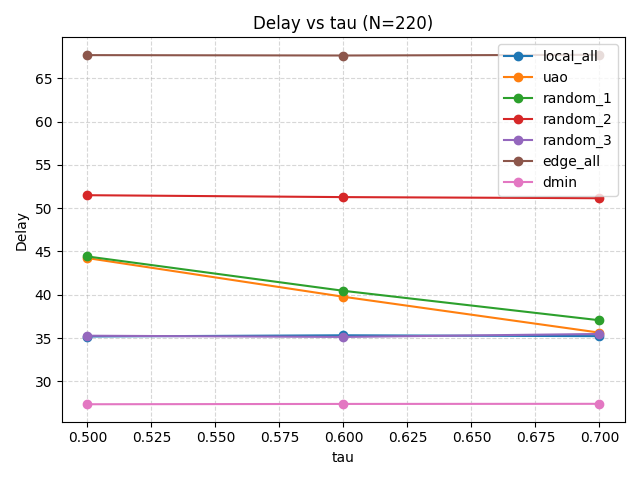 Delay vs tau (N=220)
local_all
uao
random_1
random_2
random_3
edge_all
dmin
Delay
65
60
55
50
45
40
35
30
0.500 0.525 0.550 0.575 0.600 0.625 0.650 0.675 0.700
tau